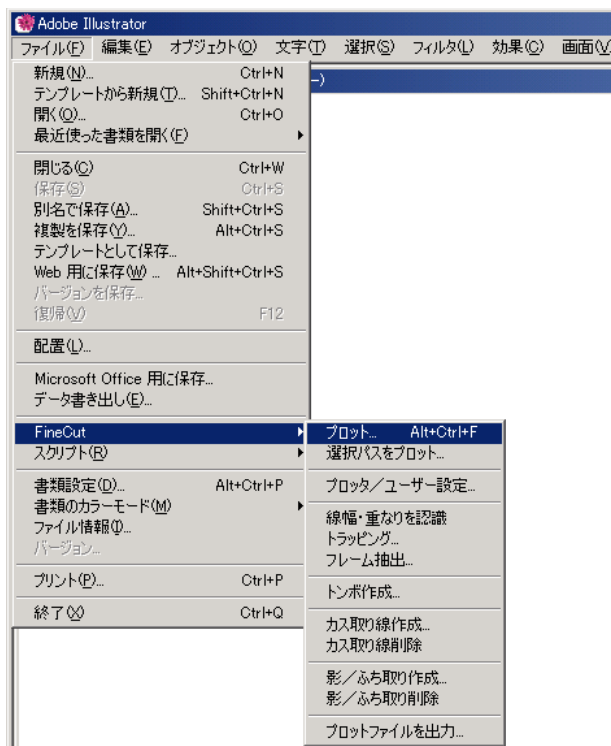 Adobe Illustrator
ファイル(F) 編集(E) オブジェクト(O) 文字(T) 選択(S) フィルタ(L) 効果(C) 画面(V)
新規(N)... Ctrl+N
テンプレートから新規(T)... Shift+Ctrl+N
開く(O)... Ctrl+O
最近使った書類を開く(F)
閉じる(C) Ctrl+W
保存(S) Ctrl+S
別名で保存(A)... Shift+Ctrl+S
複製を保存(Y)... Alt+Ctrl+S
テンプレートとして保存...
Web 用に保存(W) ... Alt+Shift+Ctrl+S
バージョンを保存...
復帰(V) F12
配置(L)...
Microsoft Office 用に保存...
データ書き出し(E)...
FineCut
スクリプト(R)
書類設定(D)... Alt+Ctrl+P
書類のカラーモード(M)
ファイル情報(I)...
バージョン...
プリント(P)... Ctrl+P
終了(X) Ctrl+Q
プロット... Alt+Ctrl+F
選択パスをプロット...
プロッタ／ユーザー設定...
線幅・重なりを認識
トラッピング...
フレーム抽出...
トンボ作成...
カス取り線作成...
カス取り線削除
影／ふち取り作成...
影／ふち取り削除
プロットファイルを出力...